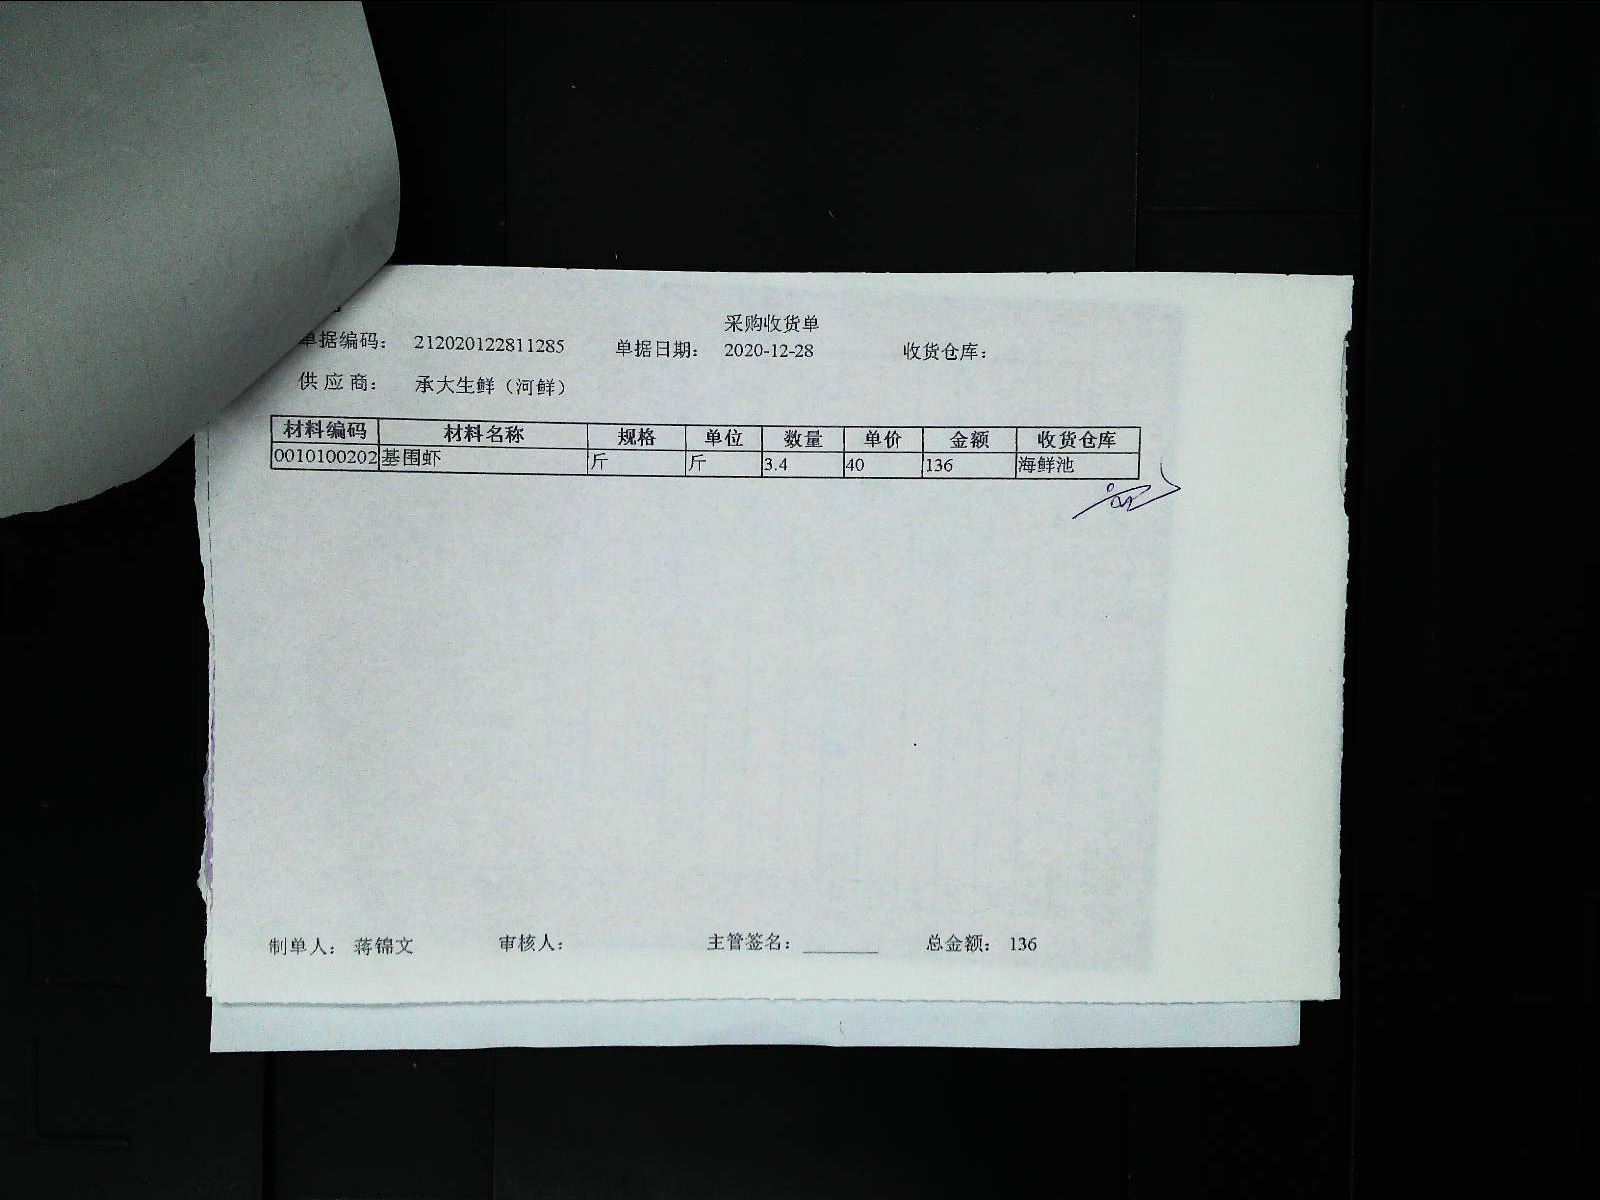 采购收货单
单据编码： 212020122811285 单据日期： 2020-12-28 收货仓库：
供 应 商： 承大生鲜（河鲜）
材料编码 材料名称 规格 单位 数量 单价 金额 收货仓库
0010100202 基围虾 斤 斤 3.4 40 136 海鲜池
制单人： 蒋锦文 审核人： 主管签名： ________ 总金额： 136